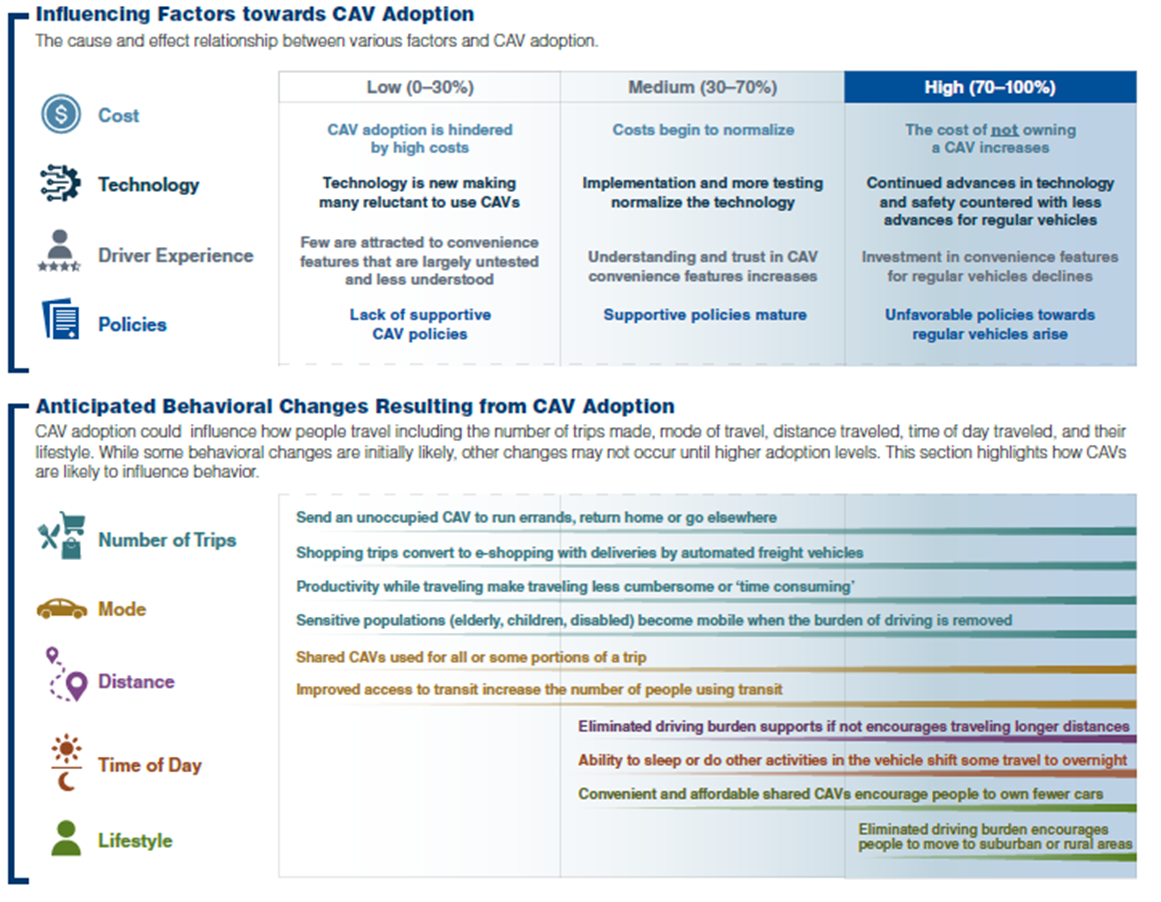 Influencing Factors towards CAV Adoption
The cause and effect relationship between various factors and CAV adoption.
Low (0–30%)
Medium (30–70%)
High (70–100%)
Cost
CAV adoption is hindered
by high costs
Costs begin to normalize
The cost of not owning
a CAV increases
Technology
Technology is new making
many reluctant to use CAVs
Implementation and more testing
normalize the technology
Continued advances in technology
and safety countered with less
advances for regular vehicles
Driver Experience
Few are attracted to convenience
features that are largely untested
and less understood
Understanding and trust in CAV
convenience features increases
Investment in convenience features
for regular vehicles declines
Policies
Lack of supportive
CAV policies
Supportive policies mature
Unfavorable policies towards
regular vehicles arise
Anticipated Behavioral Changes Resulting from CAV Adoption
CAV adoption could influence how people travel including the number of trips made, mode of travel, distance traveled, time of day traveled, and their
lifestyle. While some behavioral changes are initially likely, other changes may not occur until higher adoption levels. This section highlights how CAVs
are likely to influence behavior.
Number of Trips
Mode
Distance
Time of Day
Lifestyle
Send an unoccupied CAV to run errands, return home or go elsewhere
Shopping trips convert to e-shopping with deliveries by automated freight vehicles
Productivity while traveling make traveling less cumbersome or ‘time consuming’
Sensitive populations (elderly, children, disabled) become mobile when the burden of driving is removed
Shared CAVs used for all or some portions of a trip
Improved access to transit increase the number of people using transit
Eliminated driving burden supports if not encourages traveling longer distances
Ability to sleep or do other activities in the vehicle shift some travel to overnight
Convenient and affordable shared CAVs encourage people to own fewer cars
Eliminated driving burden encourages
people to move to suburban or rural areas